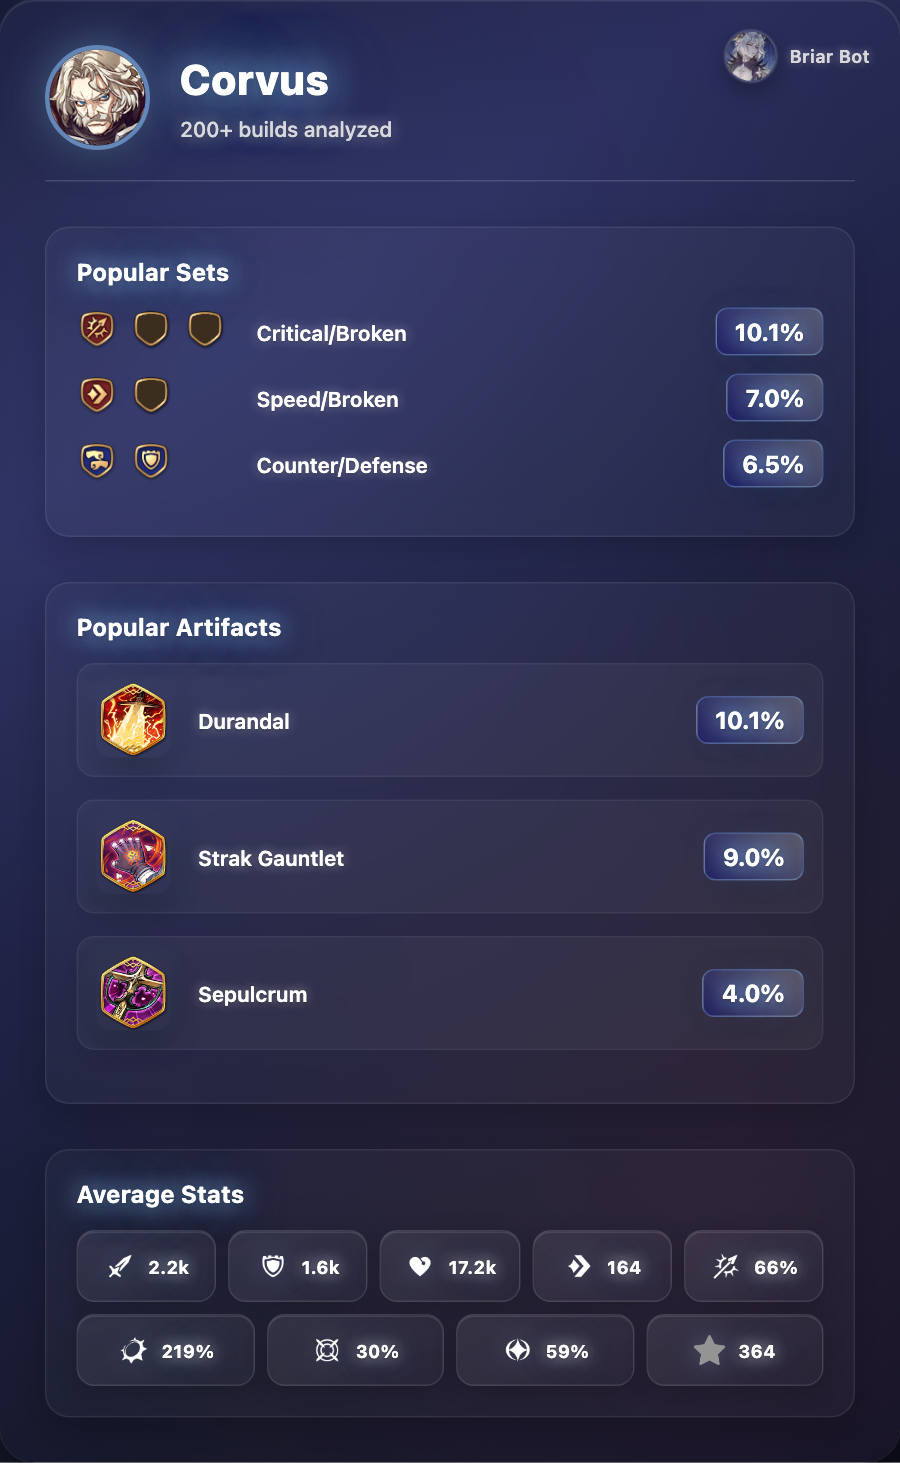 Corvus
200+ builds analyzed
Briar Bot
Popular Sets
Critical/Broken 10.1%
Speed/Broken 7.0%
Counter/Defense 6.5%
Popular Artifacts
Durandal 10.1%
Strak Gauntlet 9.0%
Sepulcrum 4.0%
Average Stats
2.2k 1.6k 17.2k 164 66%
219% 30% 59% 364